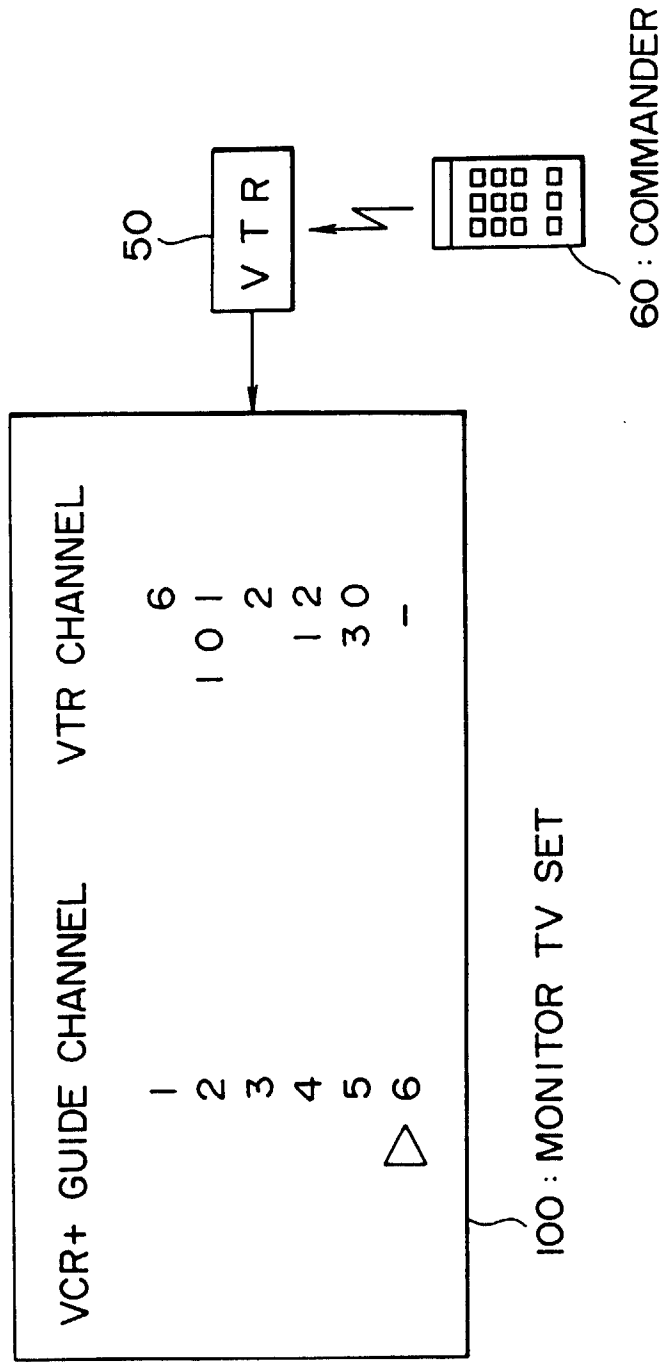 VCR+ GUIDE CHANNEL VTR CHANNEL
1 6
2 101
3 2
4 12
5 30
▷ 6 –
50
VTR
60 : COMMANDER
100 : MONITOR TV SET